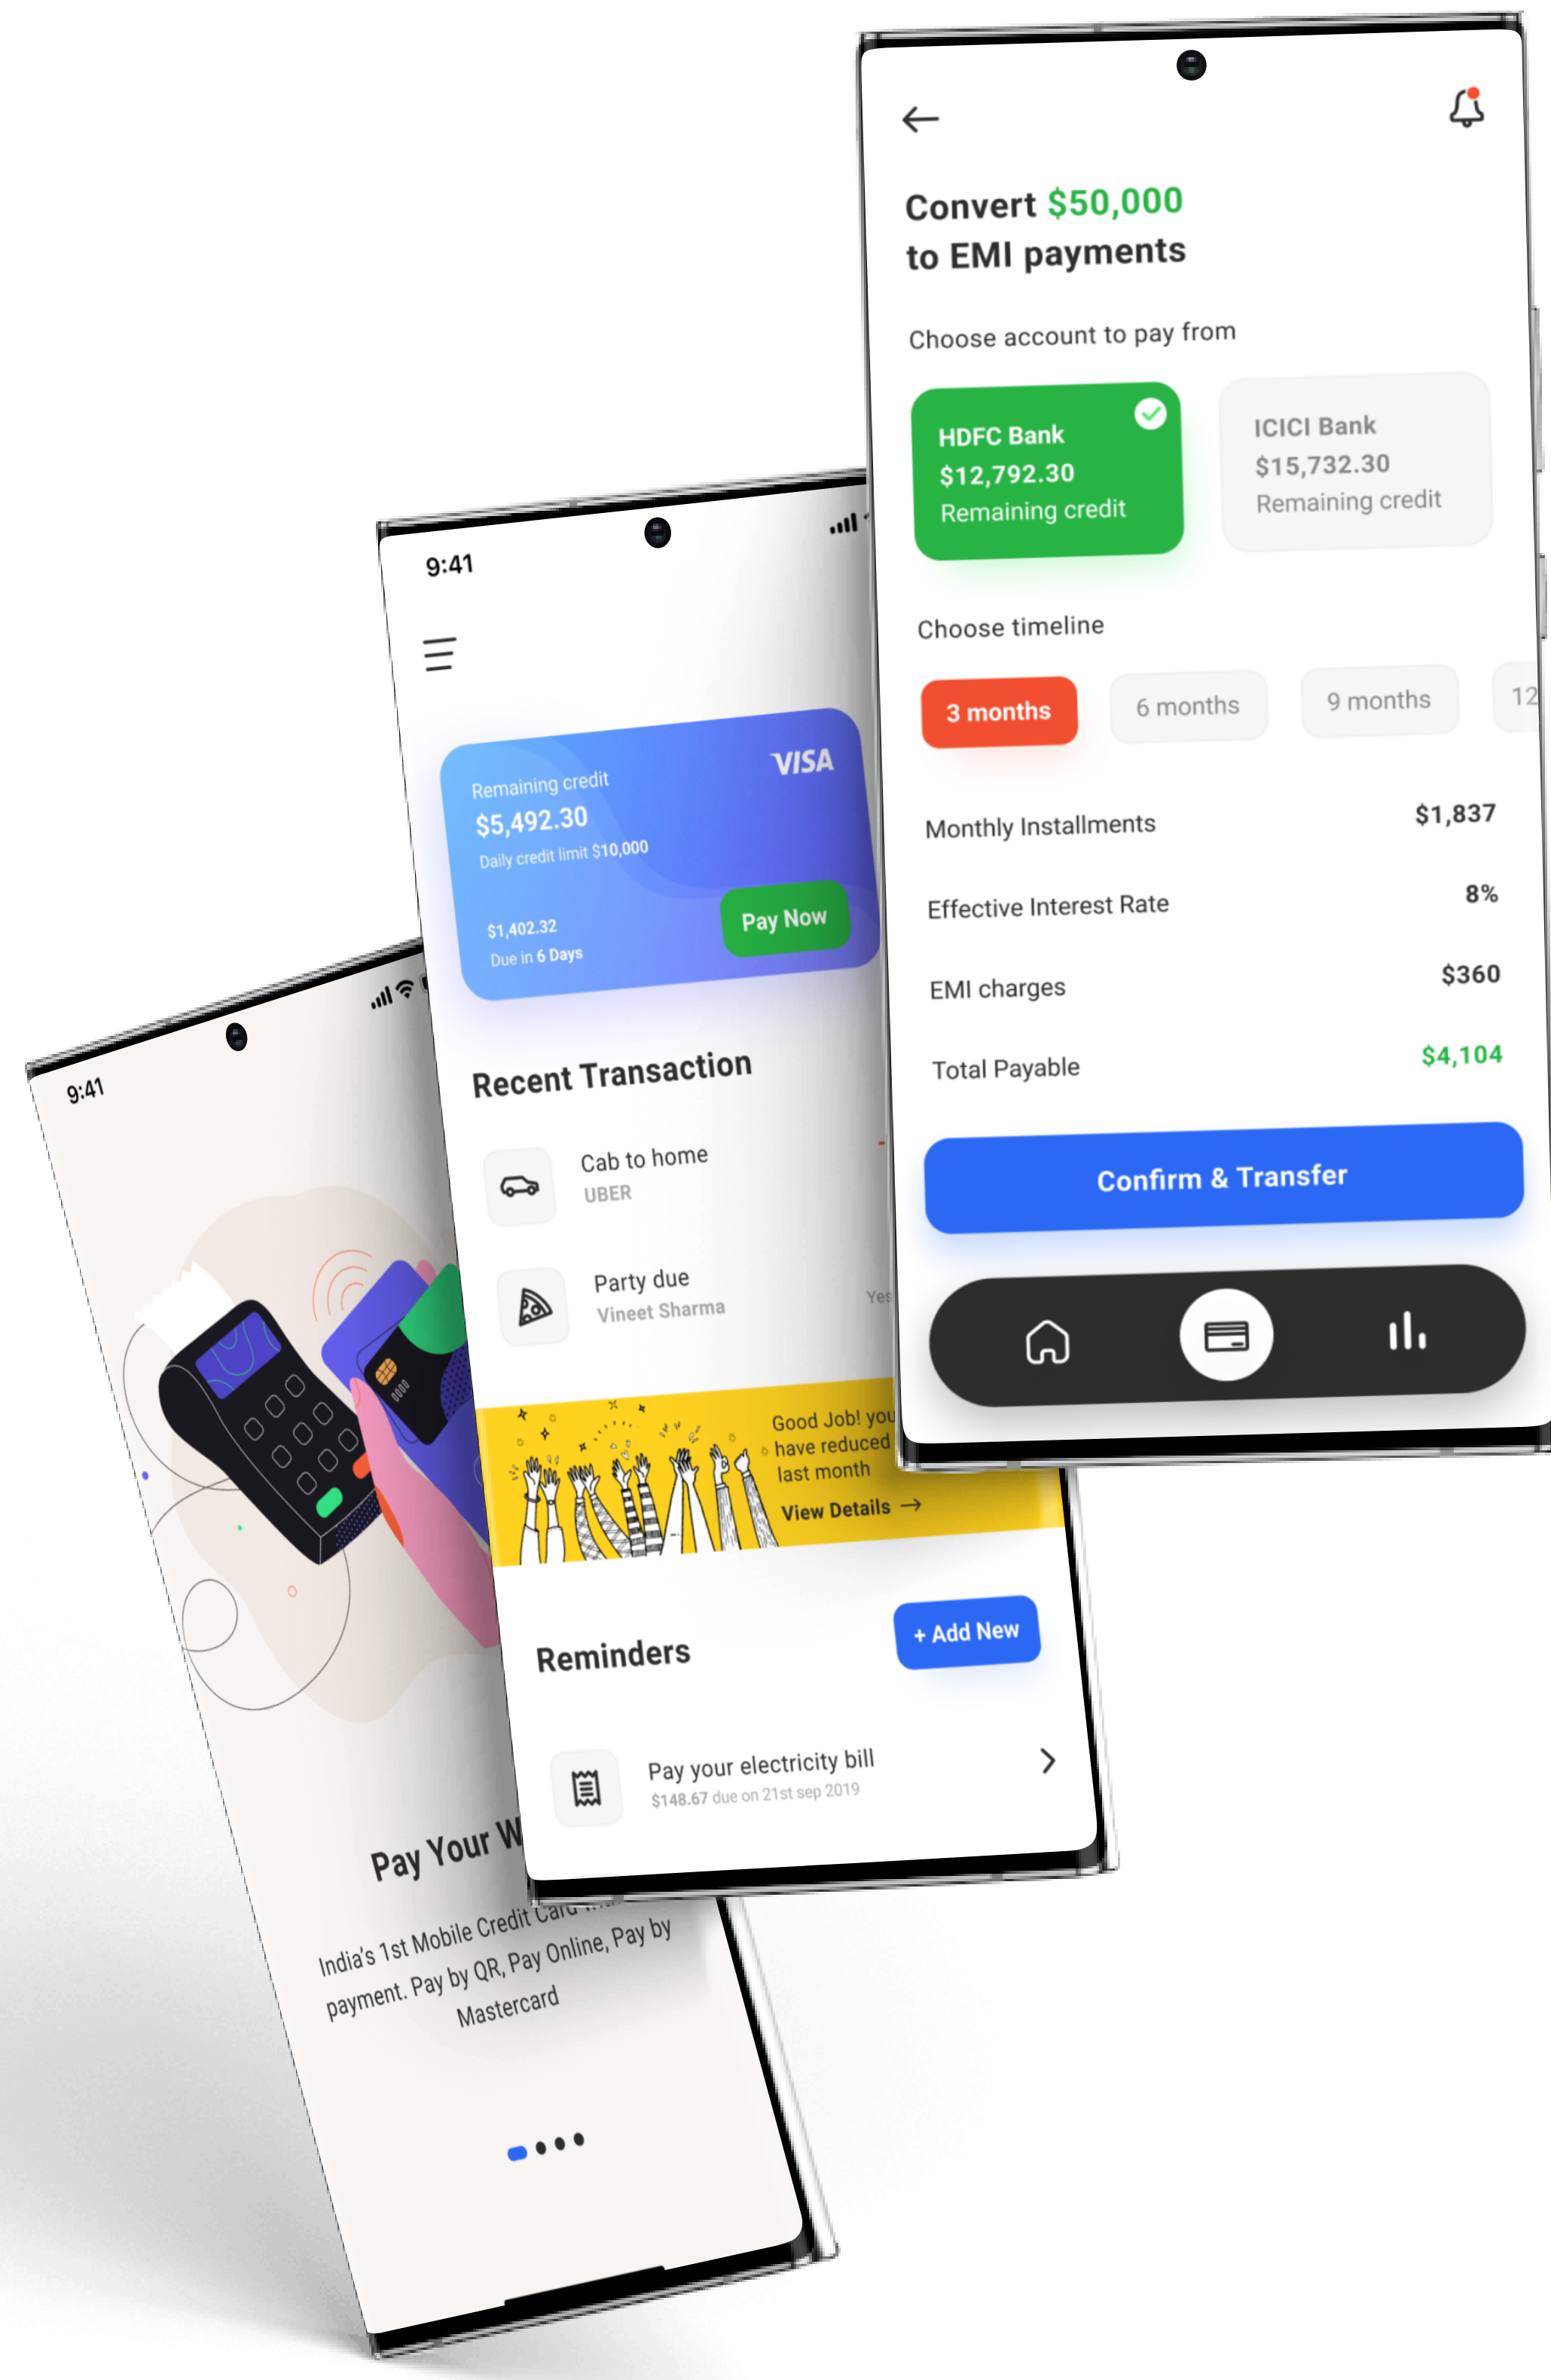 Convert $50,000
to EMI payments
Choose account to pay from
HDFC Bank
$12,792.30
Remaining credit
ICICI Bank
$15,732.30
Remaining credit
Choose timeline
3 months
6 months
9 months
12
Monthly Installments
$1,837
Effective Interest Rate
8%
EMI charges
$360
Total Payable
$4,104
Confirm & Transfer
9:41
Remaining credit
$5,492.30
Daily credit limit $10,000
VISA
$1,402.32
Due in 6 Days
Pay Now
Recent Transaction
Cab to home
UBER
Party due
Vineet Sharma
Yes
Good Job! you
have reduced
last month
View Details →
Reminders
+ Add New
Pay your electricity bill
$148.67 due on 21st sep 2019
9:41
Pay Your W
India's 1st Mobile Credit Card
payment. Pay by QR, Pay Online, Pay by
Mastercard